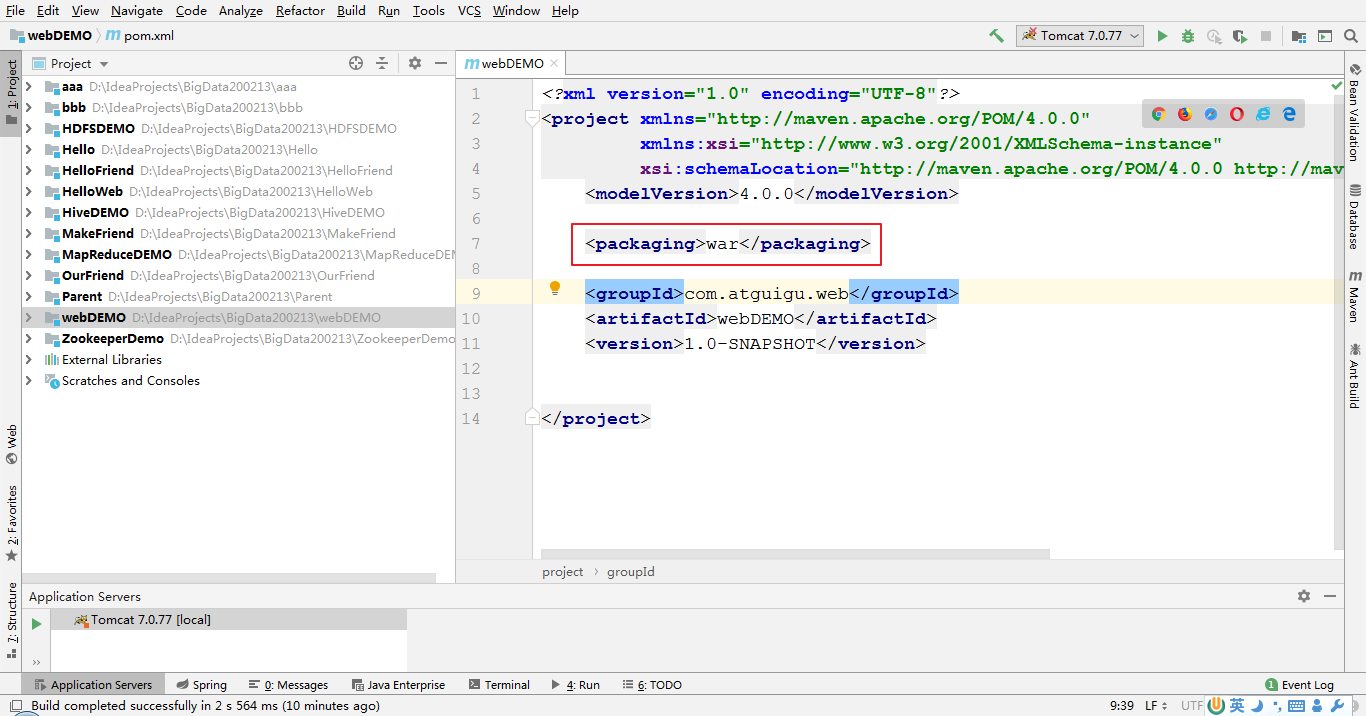 File Edit View Navigate Code Analyze Refactor Build Run Tools VCS Window Help
webDEMO pom.xml
Tomcat 7.0.77
1: Project
Project
webDEMO
aaa D:\IdeaProjects\BigData200213\aaa
bbb D:\IdeaProjects\BigData200213\bbb
HDFSDEMO D:\IdeaProjects\BigData200213\HDFSDEMO
Hello D:\IdeaProjects\BigData200213\Hello
HelloFriend D:\IdeaProjects\BigData200213\HelloFriend
HelloWeb D:\IdeaProjects\BigData200213\HelloWeb
HiveDEMO D:\IdeaProjects\BigData200213\HiveDEMO
MakeFriend D:\IdeaProjects\BigData200213\MakeFriend
MapReduceDEMO D:\IdeaProjects\BigData200213\MapReduceDEM
OurFriend D:\IdeaProjects\BigData200213\OurFriend
Parent D:\IdeaProjects\BigData200213\Parent
webDEMO D:\IdeaProjects\BigData200213\webDEMO
ZookeeperDemo D:\IdeaProjects\BigData200213\ZookeeperDemo
External Libraries
Scratches and Consoles
1 <?xml version="1.0" encoding="UTF-8"?>
2 <project xmlns="http://maven.apache.org/POM/4.0.0"
3 xmlns:xsi="http://www.w3.org/2001/XMLSchema-instance"
4 xsi:schemaLocation="http://maven.apache.org/POM/4.0.0 http://mav
5 <modelVersion>4.0.0</modelVersion>
6
7 <packaging>war</packaging>
8
9 <groupId>com.atguigu.web</groupId>
10 <artifactId>webDEMO</artifactId>
11 <version>1.0-SNAPSHOT</version>
12
13
14 </project>
project › groupId
Bean Validation
Database
Maven
Ant Build
Web
2: Favorites
7: Structure
Application Servers
Tomcat 7.0.77 [local]
Application Servers Spring 0: Messages Java Enterprise Terminal 4: Run 6: TODO
1 Event Log
Build completed successfully in 2 s 564 ms (10 minutes ago)
9:39 LF UTF
英